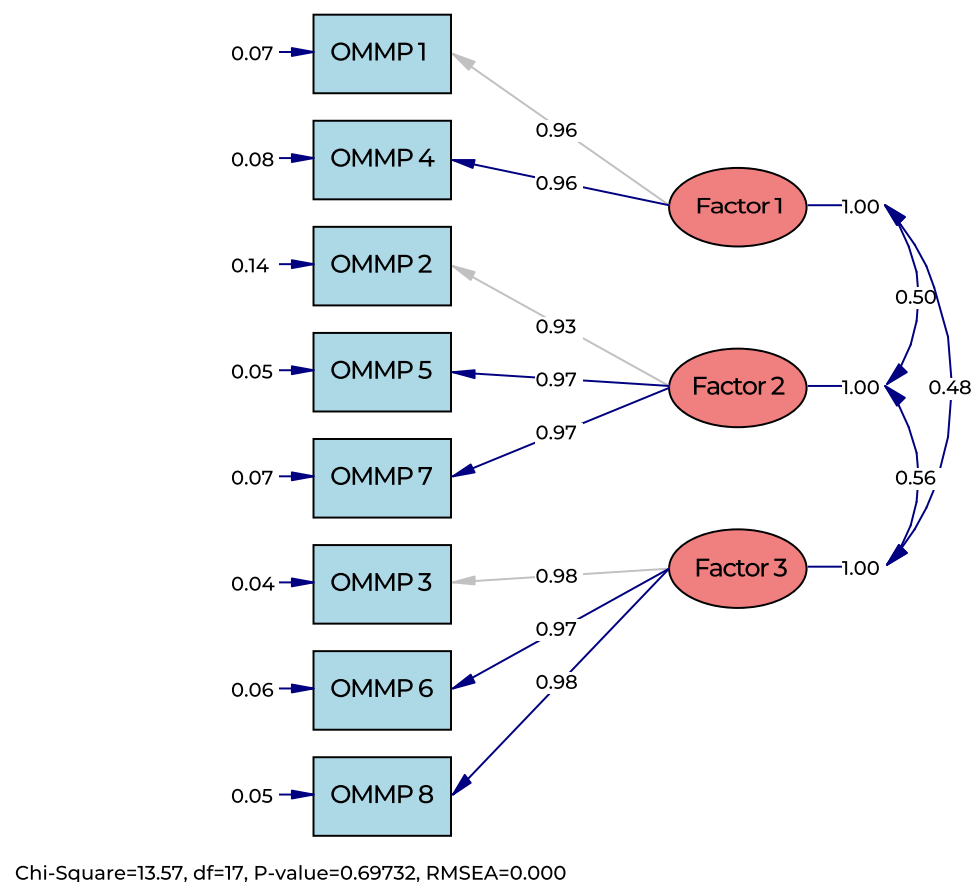 0.07 OMMP 1
0.96
0.08 OMMP 4
0.96
Factor 1 1.00
0.14 OMMP 2
0.50
0.93
0.05 OMMP 5
0.97
Factor 2 1.00
0.48
0.97
0.07 OMMP 7
0.56
0.04 OMMP 3
0.98
Factor 3 1.00
0.97
0.06 OMMP 6
0.98
0.05 OMMP 8
Chi-Square=13.57, df=17, P-value=0.69732, RMSEA=0.000